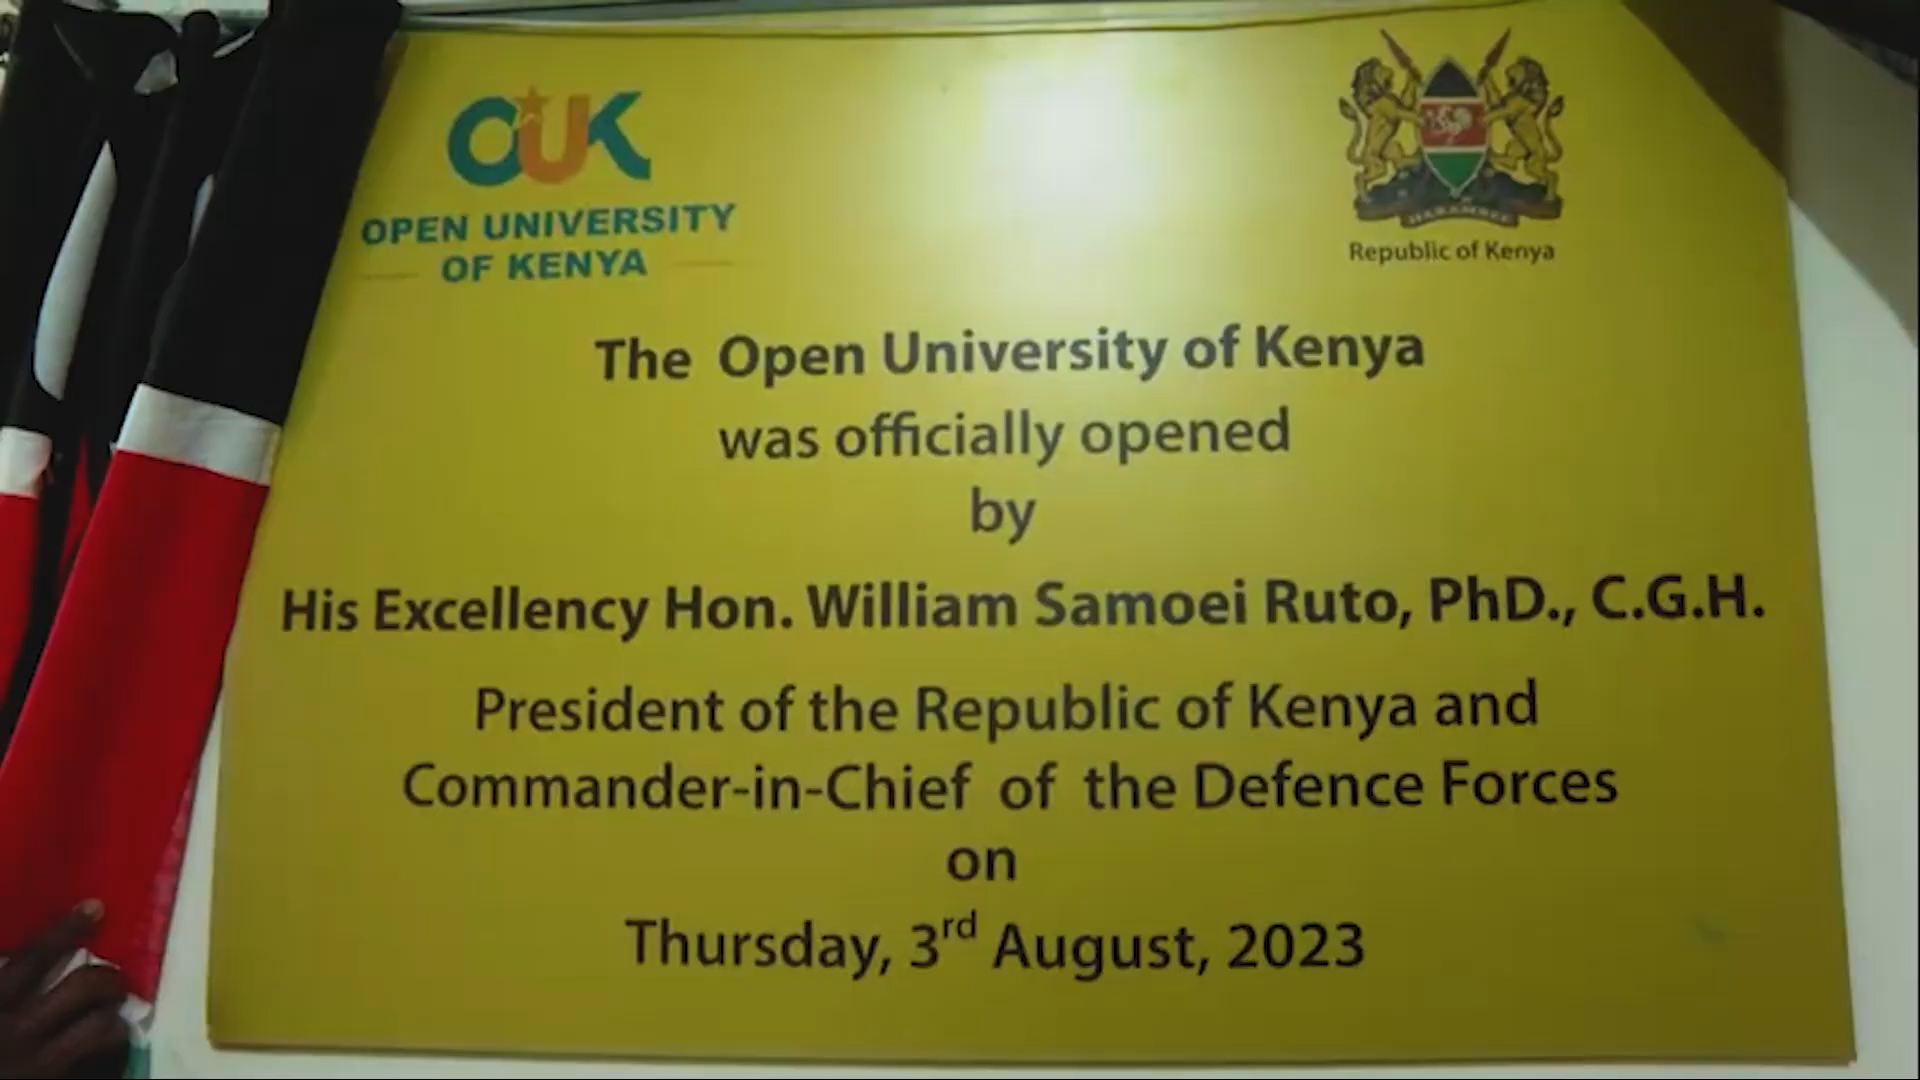 OUK
OPEN UNIVERSITY
OF KENYA
HARAMBEE
Republic of Kenya
The Open University of Kenya
was officially opened
by
His Excellency Hon. William Samoei Ruto, PhD., C.G.H.
President of the Republic of Kenya and
Commander-in-Chief of the Defence Forces
on
Thursday, 3rd August, 2023